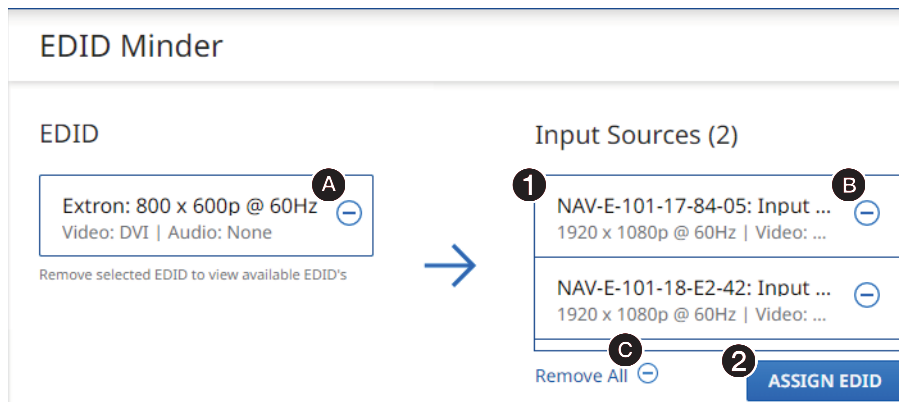 EDID Minder
EDID
A
Extron: 800 x 600p @ 60Hz
Video: DVI | Audio: None
Remove selected EDID to view available EDID's
Input Sources (2)
1
B
NAV-E-101-17-84-05: Input ...
1920 x 1080p @ 60Hz | Video: ...
NAV-E-101-18-E2-42: Input ...
1920 x 1080p @ 60Hz | Video: ...
C
Remove All
2
ASSIGN EDID